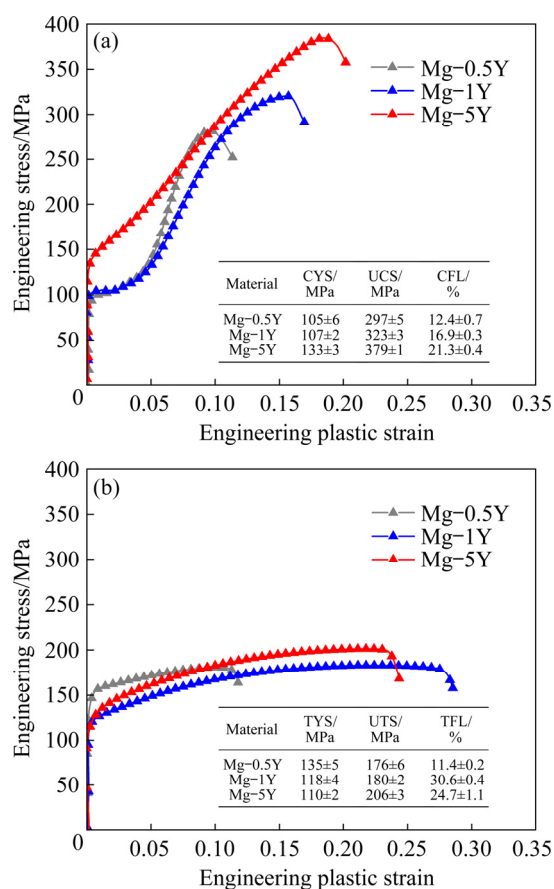 (a)
400
350
300
250
200
150
100
50
0
Engineering stress/MPa
Mg−0.5Y
Mg−1Y
Mg−5Y
Material CYS/MPa UCS/MPa CFL/%
Mg−0.5Y 105±6 297±5 12.4±0.7
Mg−1Y 107±2 323±3 16.9±0.3
Mg−5Y 133±3 379±1 21.3±0.4
0.05 0.10 0.15 0.20 0.25 0.30 0.35
Engineering plastic strain
(b)
400
350
300
250
200
150
100
50
0
Engineering stress/MPa
Mg−0.5Y
Mg−1Y
Mg−5Y
Material TYS/MPa UTS/MPa TFL/%
Mg−0.5Y 135±5 176±6 11.4±0.2
Mg−1Y 118±4 180±2 30.6±0.4
Mg−5Y 110±2 206±3 24.7±1.1
0.05 0.10 0.15 0.20 0.25 0.30 0.35
Engineering plastic strain